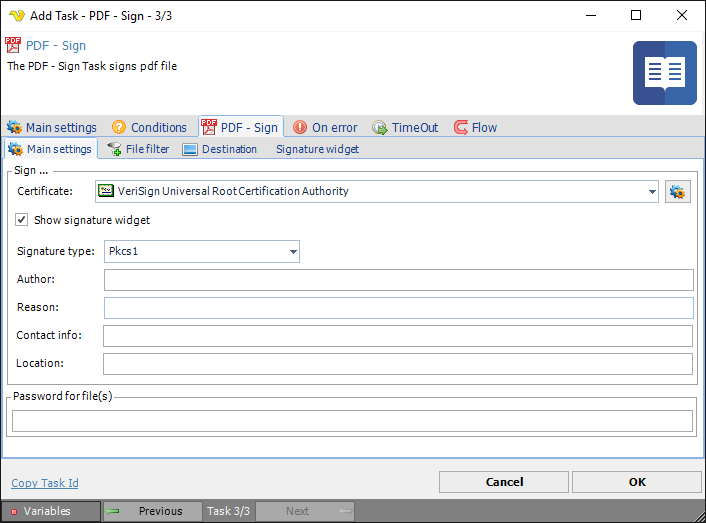 Add Task - PDF - Sign - 3/3
PDF PDF - Sign
The PDF - Sign Task signs pdf file
Main settings Conditions PDF PDF - Sign On error TimeOut Flow
Main settings File filter Destination Signature widget
Sign ...
Certificate: VeriSign Universal Root Certification Authority
Show signature widget
Signature type: Pkcs1
Author:
Reason:
Contact info:
Location:
Password for file(s)
Copy Task Id Cancel OK
Variables Previous Task 3/3 Next